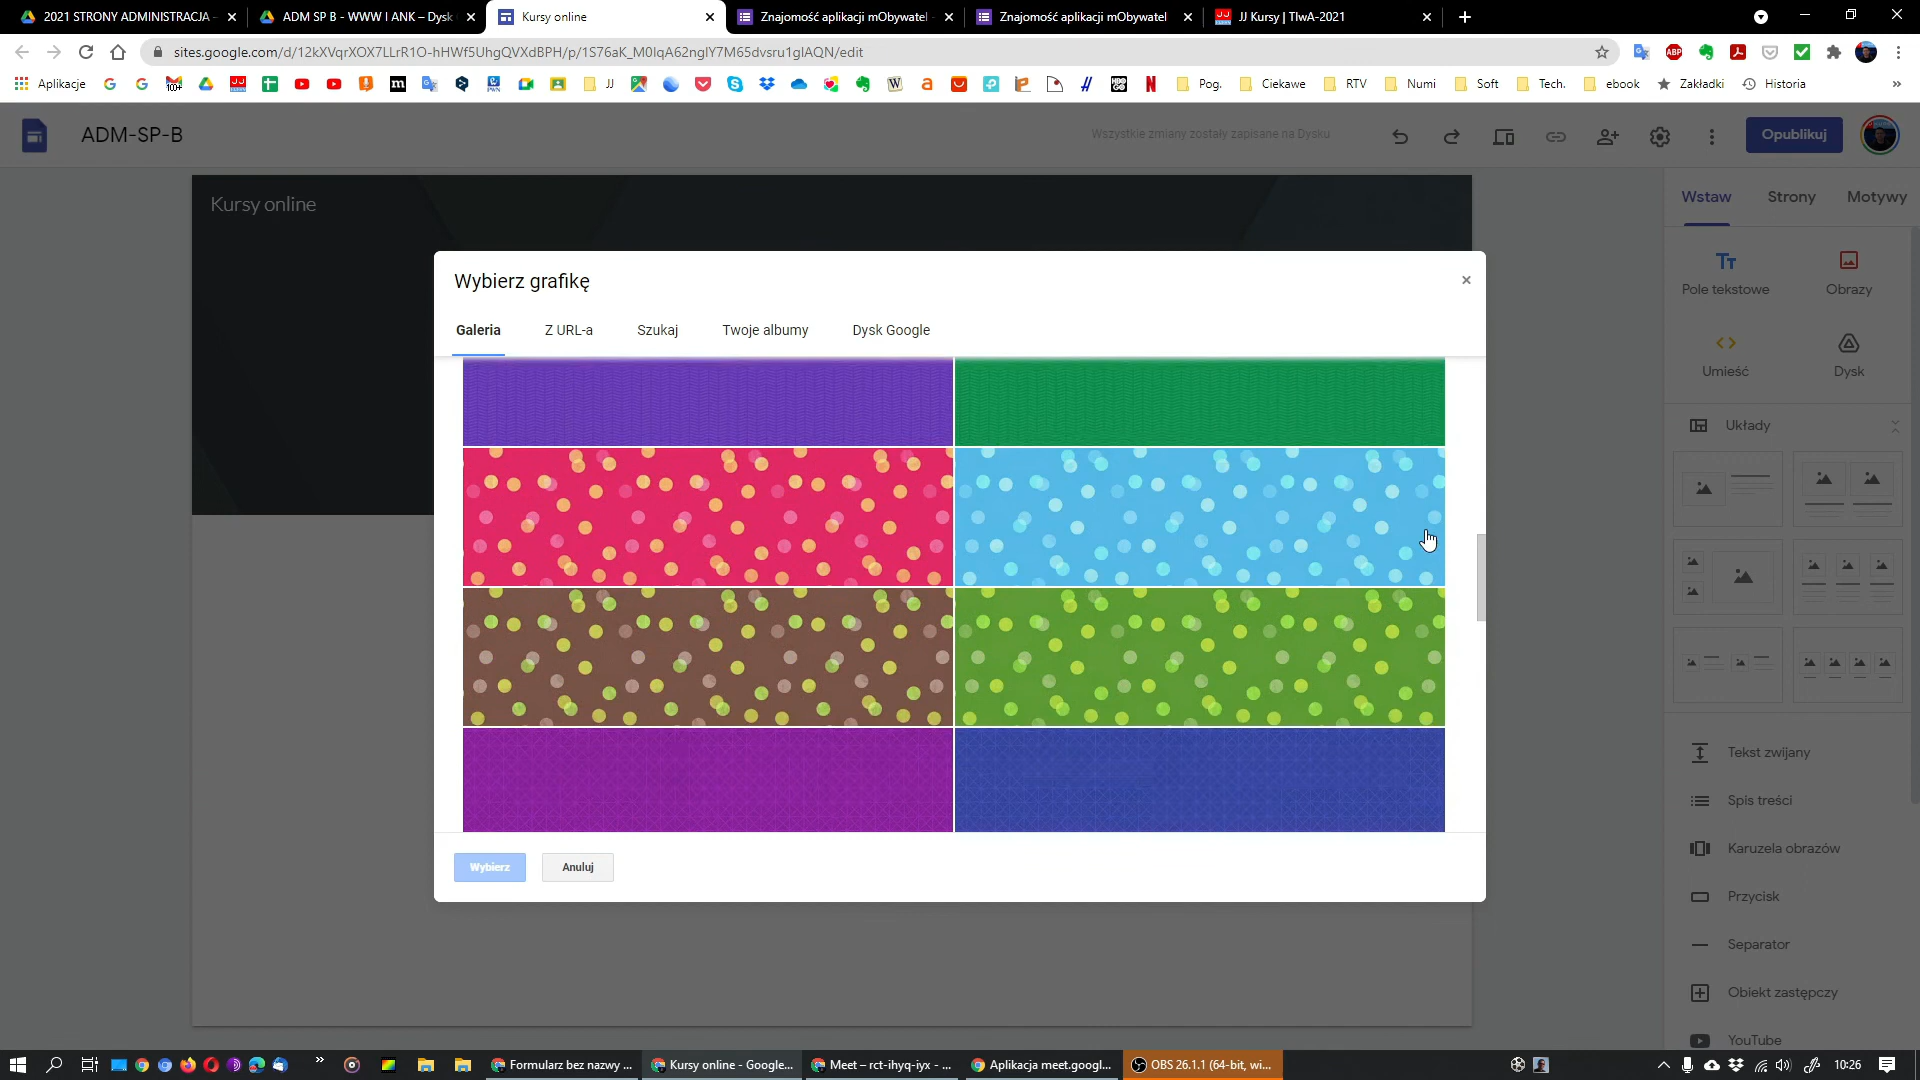 2021 STRONY ADMINISTRACJA -
ADM SP B - WWW I ANK – Dysk
Kursy online
Znajomość aplikacji mObywatel -
Znajomość aplikacji mObywatel
JJ Kursy | TIwA-2021
sites.google.com/d/12kXVqrXOX7LLrR1O-hHWf5UhgQVXdBPH/p/1S76aK_M0IqA62nglY7M65dvsru1glAQN/edit
Aplikacje
JJ
Pog.
Ciekawe
RTV
Numi
Soft
Tech.
ebook
Zakładki
Historia
ADM-SP-B
Wszystkie zmiany zostały zapisane na Dysku
Opublikuj
Kursy online
Wstaw
Strony
Motywy
Wybierz grafikę
Galeria
Z URL-a
Szukaj
Twoje albumy
Dysk Google
Pole tekstowe
Obrazy
Umieść
Dysk
Układy
Tekst zwijany
Spis treści
Karuzela obrazów
Przycisk
Separator
Obiekt zastępczy
YouTube
Wybierz
Anuluj
Formularz bez nazwy ...
Kursy online - Google...
Meet – rct-ihyq-iyx - ...
Aplikacja meet.googl...
OBS 26.1.1 (64-bit, wi...
10:26